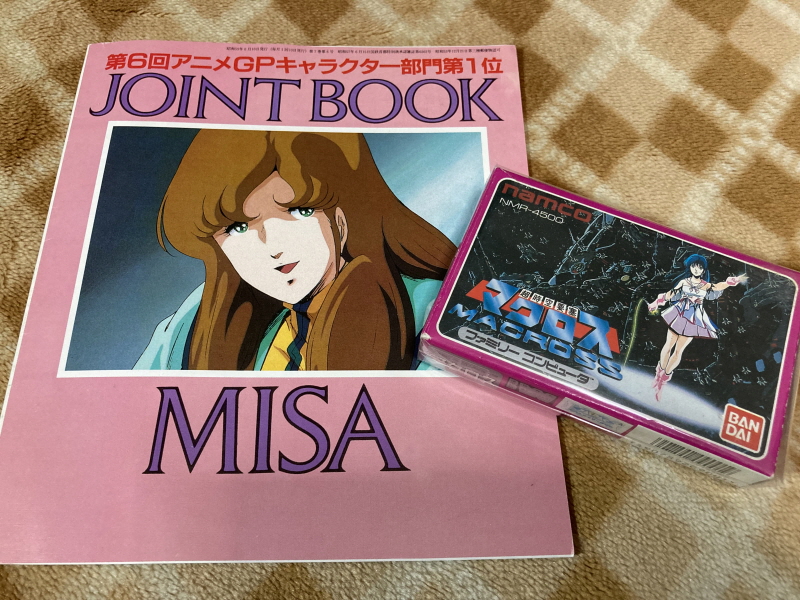 第6回アニメGPキャラクター部門第1位
JOINT BOOK
MISA
namco
NMR-4500
超時空要塞
マクロス
MACROSS
ファミリー コンピュータ
BAN
DAI